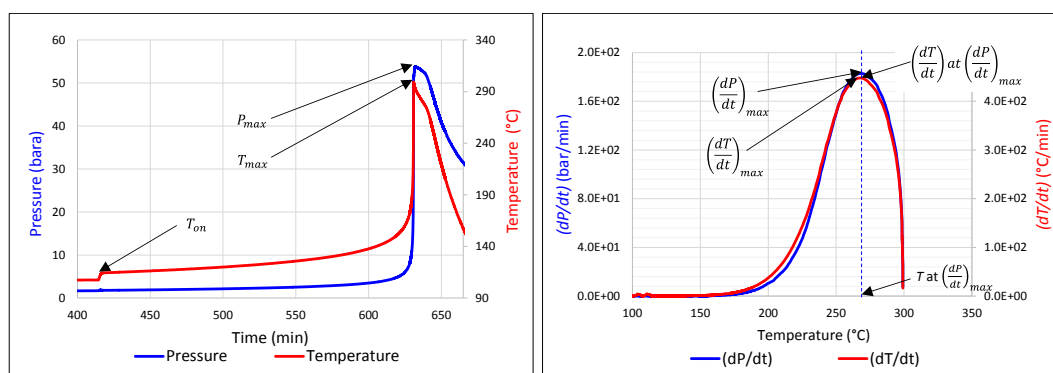 60
50
40
30
20
10
0
Pressure (bara)
340
290
240
190
140
90
Temperature (°C)
P_max
T_max
T_on
400 450 500 550 600 650
Time (min)
Pressure Temperature
2.0E+02
1.6E+02
1.2E+02
8.0E+01
4.0E+01
0.0E+00
(dP/dt) (bar/min)
4.0E+02
3.0E+02
2.0E+02
1.0E+02
0.0E+00
(dT/dt) (°C/min)
(dT/dt) at (dP/dt)_max
(dP/dt)_max
(dT/dt)_max
T at (dP/dt)_max
100 150 200 250 300 350
Temperature (°C)
(dP/dt) (dT/dt)